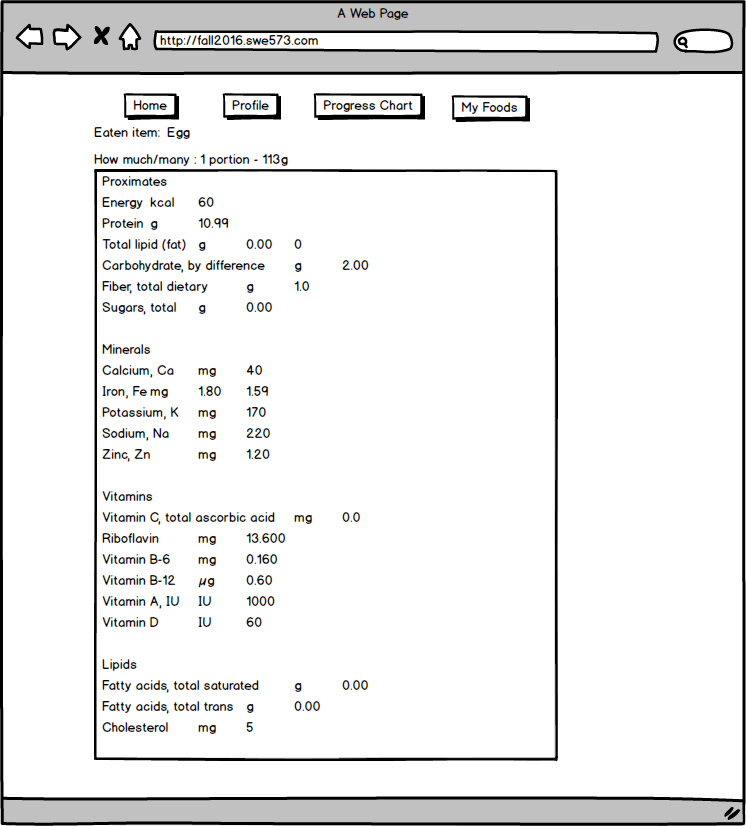 A Web Page
http://fall2016.swe573.com
Home Profile Progress Chart My Foods
Eaten item: Egg
How much/many : 1 portion - 113g
Proximates
Energy kcal 60
Protein g 10.99
Total lipid (fat) g 0.00 0
Carbohydrate, by difference g 2.00
Fiber, total dietary g 1.0
Sugars, total g 0.00
Minerals
Calcium, Ca mg 40
Iron, Fe mg 1.80 1.59
Potassium, K mg 170
Sodium, Na mg 220
Zinc, Zn mg 1.20
Vitamins
Vitamin C, total ascorbic acid mg 0.0
Riboflavin mg 13.600
Vitamin B-6 mg 0.160
Vitamin B-12 µg 0.60
Vitamin A, IU IU 1000
Vitamin D IU 60
Lipids
Fatty acids, total saturated g 0.00
Fatty acids, total trans g 0.00
Cholesterol mg 5